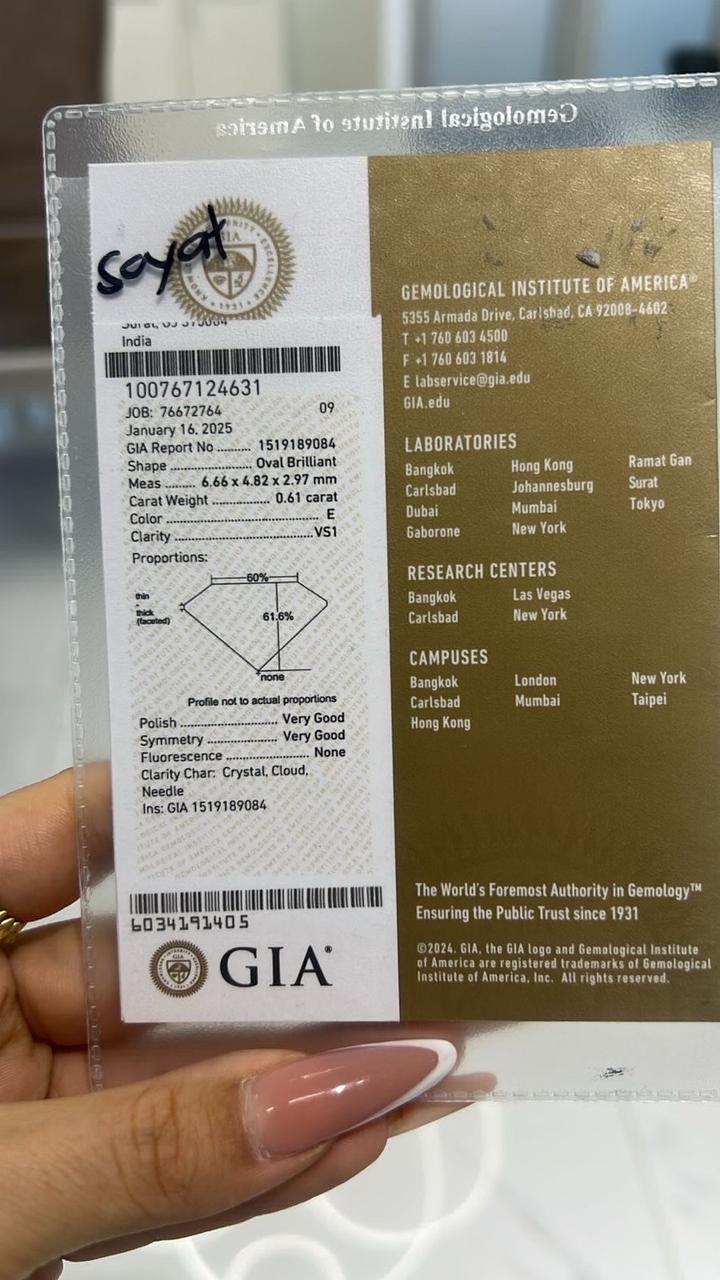 Gemological Institute of America
soyat
India
100767124631
JOB: 76672764 09
January 16, 2025
GIA Report No .......... 1519189084
Shape ........................ Oval Brilliant
Meas ......... 6.66 x 4.82 x 2.97 mm
Carat Weight ................... 0.61 carat
Color .............................................. E
Clarity ........................................ VS1
Proportions:
60%
thin
-
thick
(faceted)
61.6%
none
Profile not to actual proportions
Polish ............................ Very Good
Symmetry ...................... Very Good
Fluorescence ........................ None
Clarity Char: Crystal, Cloud,
Needle
Ins: GIA 1519189084
6034191405
GIA®
GEMOLOGICAL INSTITUTE OF AMERICA®
5355 Armada Drive, Carlsbad, CA 92008-4602
T +1 760 603 4500
F +1 760 603 1814
E labservice@gia.edu
GIA.edu
LABORATORIES
Bangkok Hong Kong Ramat Gan
Carlsbad Johannesburg Surat
Dubai Mumbai Tokyo
Gaborone New York
RESEARCH CENTERS
Bangkok Las Vegas
Carlsbad New York
CAMPUSES
Bangkok London New York
Carlsbad Mumbai Taipei
Hong Kong
The World's Foremost Authority in Gemology™
Ensuring the Public Trust since 1931
©2024. GIA, the GIA logo and Gemological Institute
of America are registered trademarks of Gemological
Institute of America, Inc. All rights reserved.